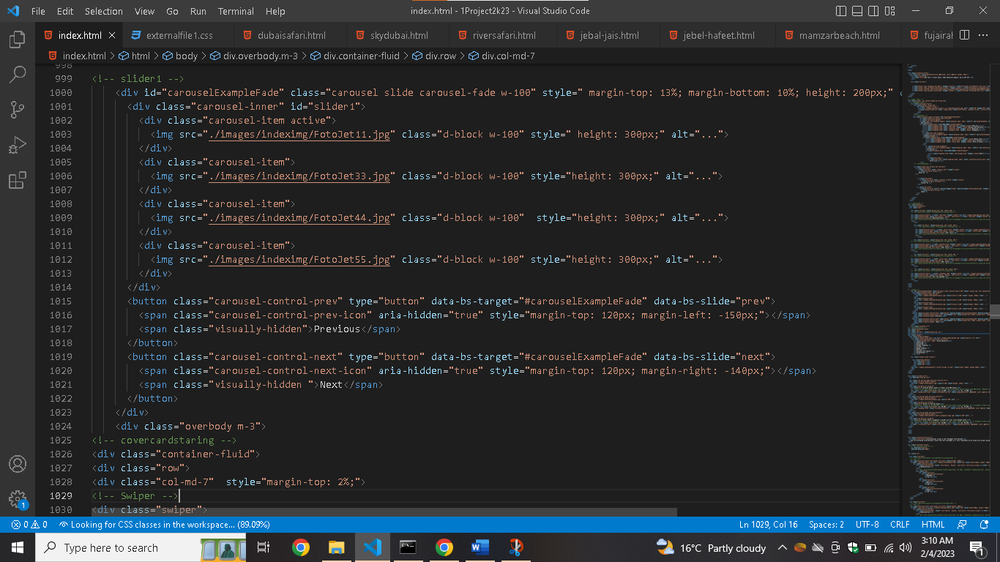 File Edit Selection View Go Run Terminal Help index.html - 1Project2k23 - Visual Studio Code
index.html externalfile1.css dubaisafari.html skydubai.html riversafari.html jebal-jais.html jebel-hafeet.html mamzarbeach.html fujairah
index.html > html > body > div.overbody.m-3 > div.container-fluid > div.row > div.col-md-7
998
999 <!-- slider1 -->
1000 <div id="carouselExampleFade" class="carousel slide carousel-fade w-100" style=" margin-top: 13%; margin-bottom: 10%; height: 200px;"
1001 <div class="carousel-inner" id="slider1">
1002 <div class="carousel-item active">
1003 <img src="./images/indeximg/FotoJet11.jpg" class="d-block w-100" style=" height: 300px;" alt="...">
1004 </div>
1005 <div class="carousel-item">
1006 <img src="./images/indeximg/FotoJet33.jpg" class="d-block w-100" style="height: 300px;" alt="...">
1007 </div>
1008 <div class="carousel-item">
1009 <img src="./images/indeximg/FotoJet44.jpg" class="d-block w-100"  style="height: 300px;" alt="...">
1010 </div>
1011 <div class="carousel-item">
1012 <img src="./images/indeximg/FotoJet55.jpg" class="d-block w-100" style="height: 300px;" alt="...">
1013 </div>
1014 </div>
1015 <button class="carousel-control-prev" type="button" data-bs-target="#carouselExampleFade" data-bs-slide="prev">
1016 <span class="carousel-control-prev-icon" aria-hidden="true" style="margin-top: 120px; margin-left: -150px;"></span>
1017 <span class="visually-hidden">Previous</span>
1018 </button>
1019 <button class="carousel-control-next" type="button" data-bs-target="#carouselExampleFade" data-bs-slide="next">
1020 <span class="carousel-control-next-icon" aria-hidden="true" style="margin-top: 120px; margin-right: -140px;"></span>
1021 <span class="visually-hidden ">Next</span>
1022 </button>
1023 </div>
1024 <div class="overbody m-3">
1025 <!-- covercardstaring -->
1026 <div class="container-fluid">
1027 <div class="row">
1028 <div class="col-md-7"  style="margin-top: 2%;">
1029 <!-- Swiper -->
1030 <div class="swiper">
1
0 0 Looking for CSS classes in the workspace... (89.09%) Ln 1029, Col 16 Spaces: 2 UTF-8 CRLF HTML
Type here to search 16°C Partly cloudy 3:10 AM
2/4/2023
1